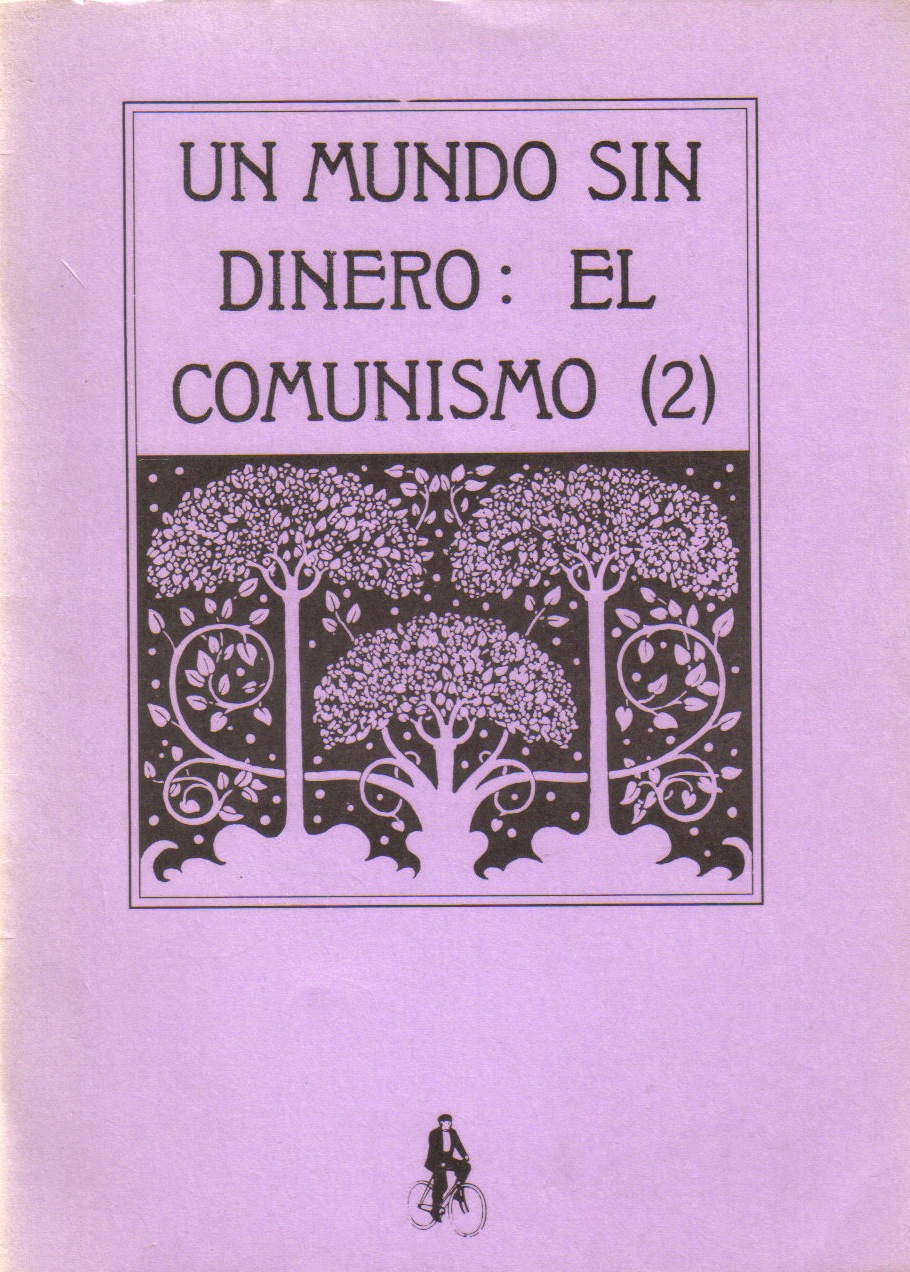 UN MUNDO SIN
DINERO: EL
COMUNISMO (2)